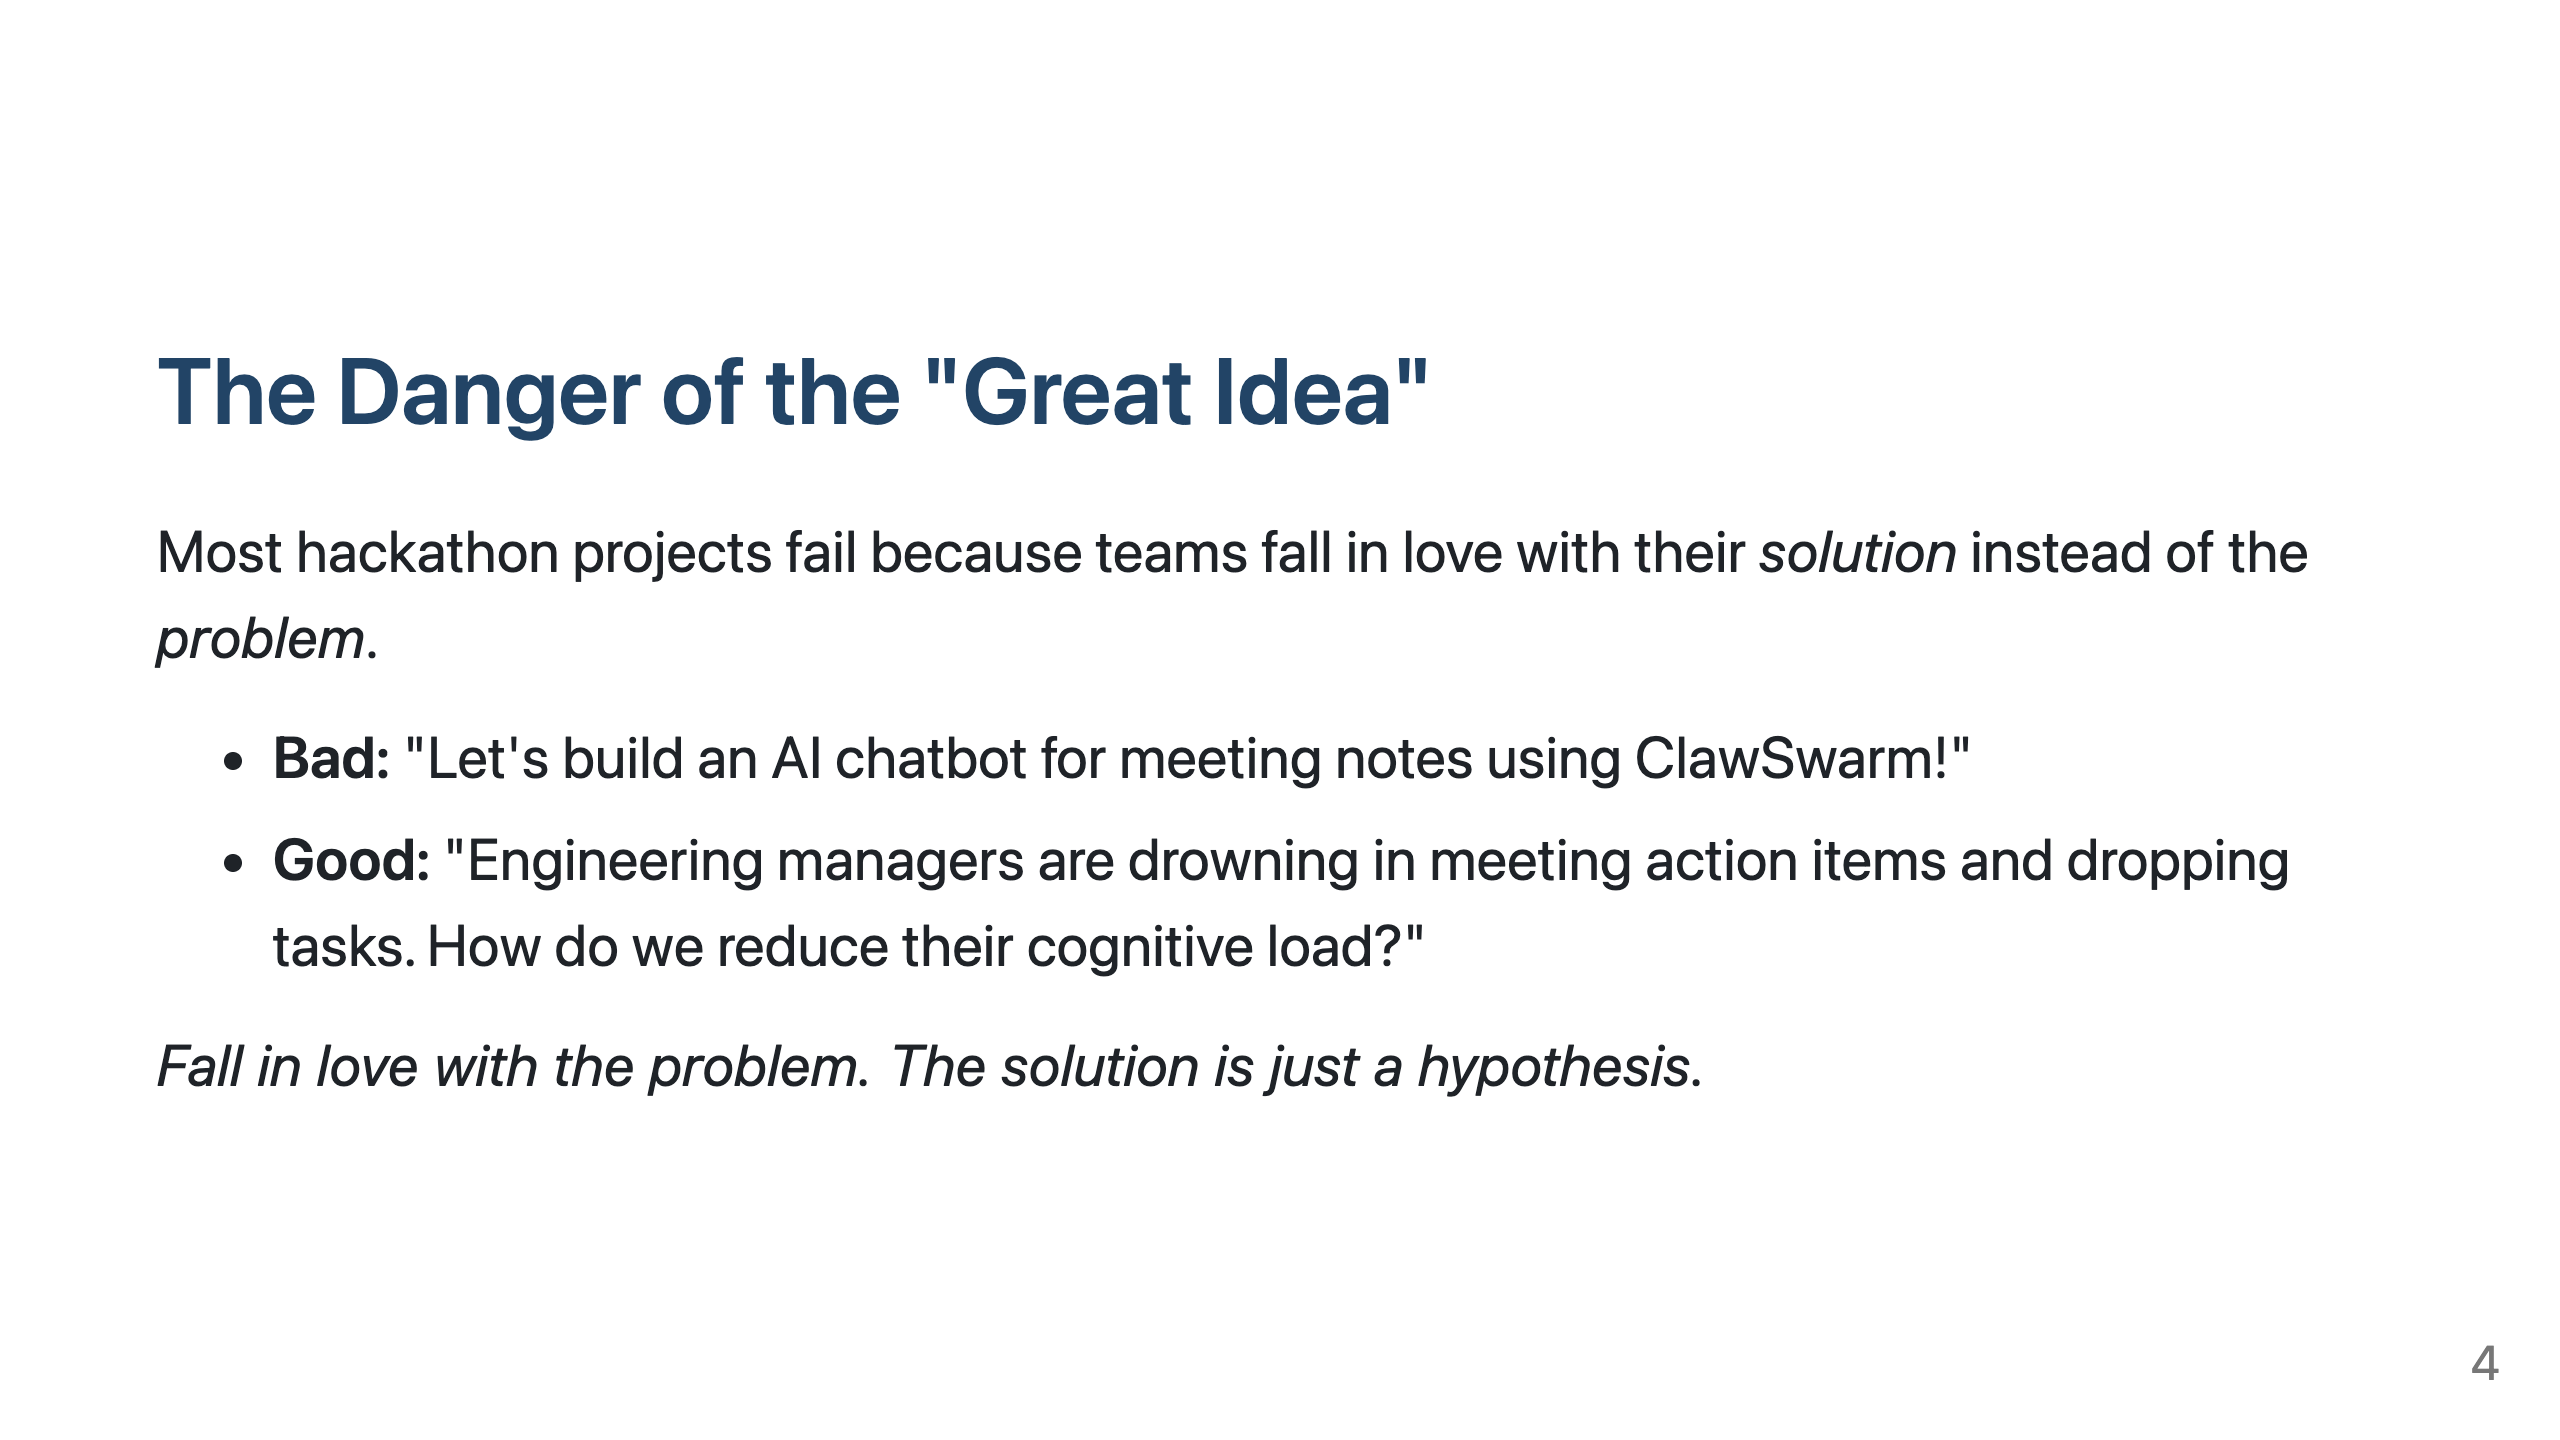 The Danger of the "Great Idea"
Most hackathon projects fail because teams fall in love with their solution instead of the
problem.
• Bad: "Let's build an AI chatbot for meeting notes using ClawSwarm!"
• Good: "Engineering managers are drowning in meeting action items and dropping
tasks. How do we reduce their cognitive load?"
Fall in love with the problem. The solution is just a hypothesis.
4